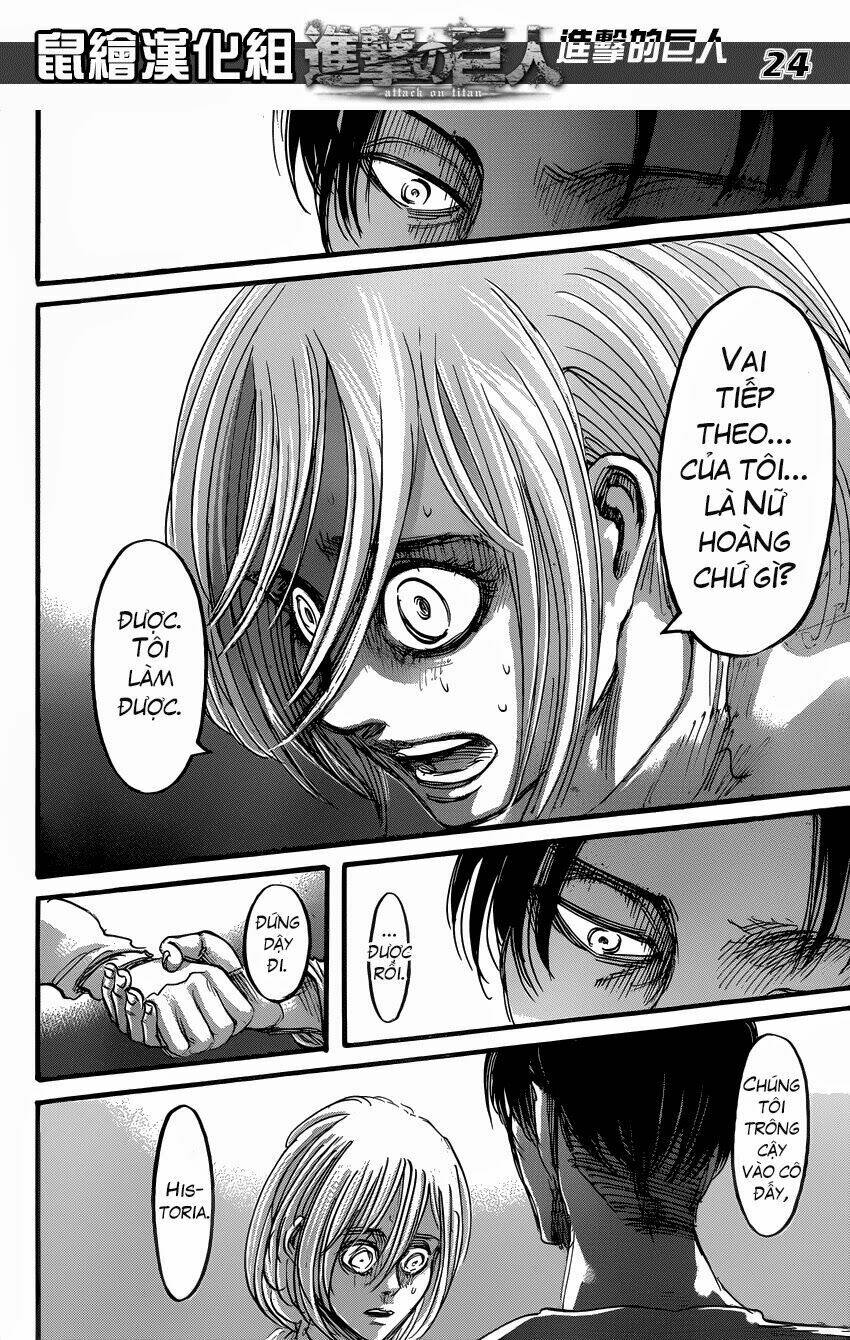 鼠繪漢化組
進撃の巨人
attack on titan
進擊的巨人
24
VAI
TIẾP
THEO...
CỦA TÔI...
LÀ NỮ
HOÀNG
CHỨ GÌ?
ĐƯỢC.
TÔI
LÀM
ĐƯỢC.
...
ĐƯỢC
RỒI.
ĐỨNG
DẬY
ĐI.
CHÚNG
TÔI
TRÔNG
CẬY
VÀO CÔ
ĐẤY,
HIS-
TORIA.